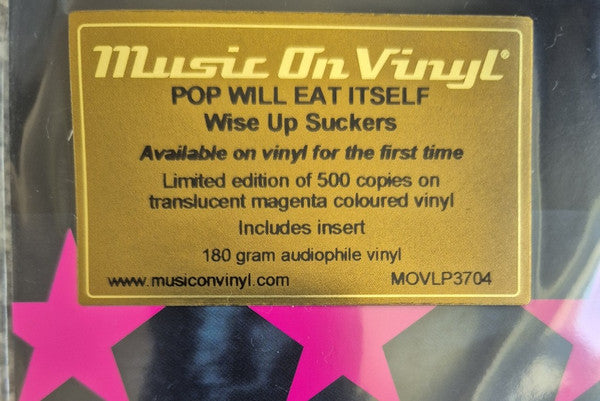 Music On Vinyl®
POP WILL EAT ITSELF
Wise Up Suckers
Available on vinyl for the first time
Limited edition of 500 copies on
translucent magenta coloured vinyl
Includes insert
180 gram audiophile vinyl
www.musiconvinyl.com MOVLP3704